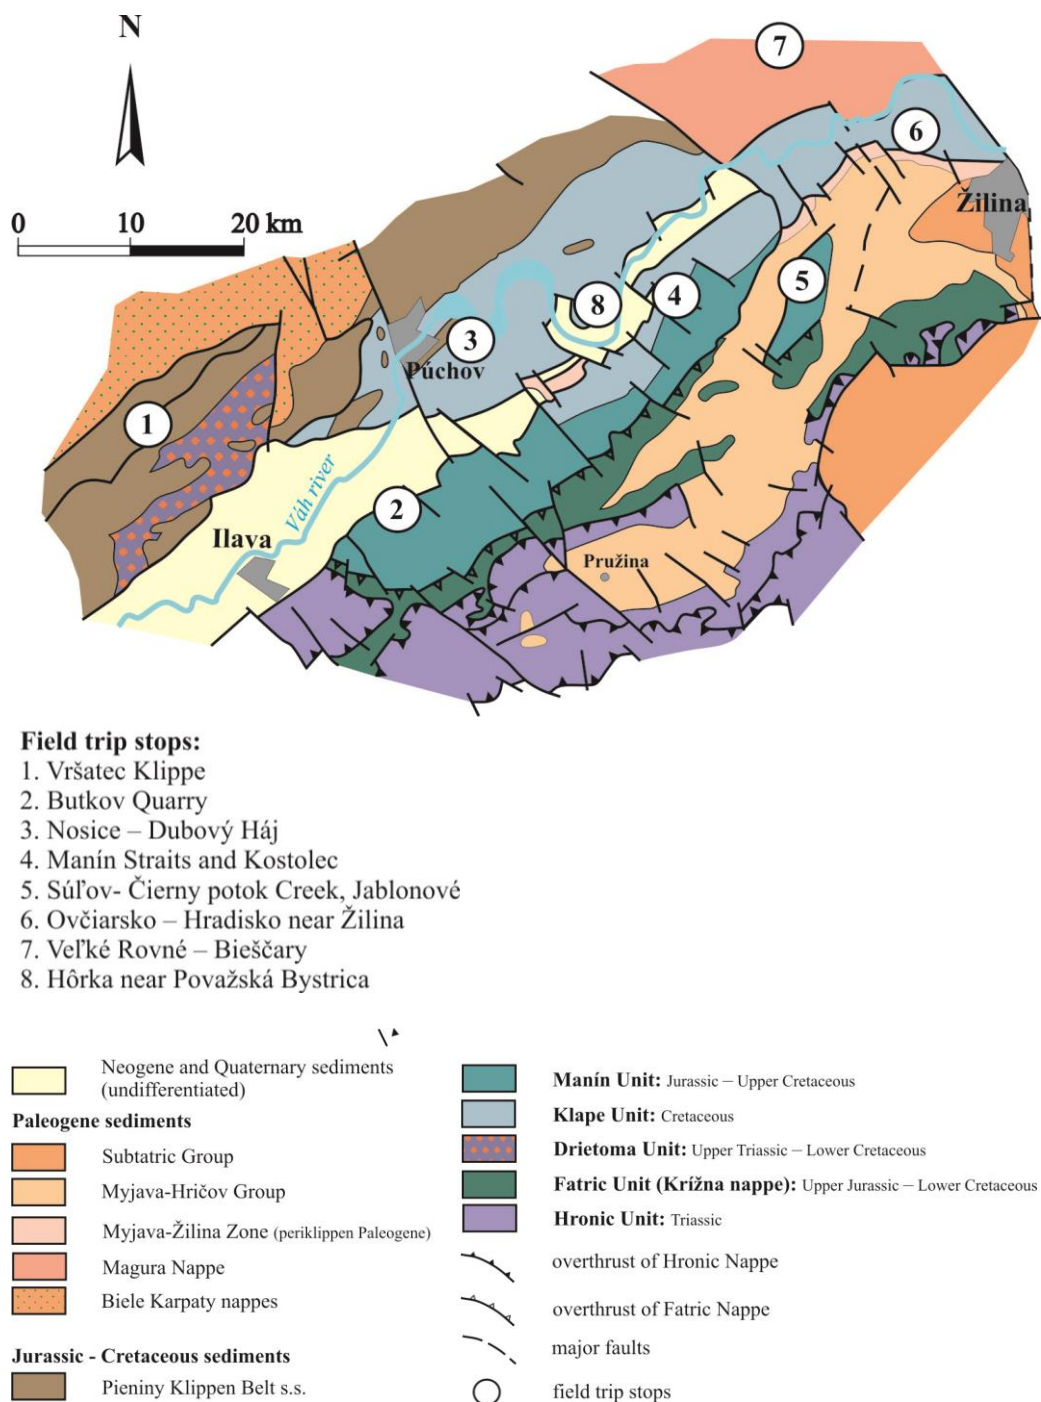 N
0 10 20 km
7
6
Žilina
5
4
8
3
Púchov
1
2
Váh river
Ilava
Pružina
Field trip stops:
1. Vršatec Klippe
2. Butkov Quarry
3. Nosice – Dubový Háj
4. Manín Straits and Kostolec
5. Súľov- Čierny potok Creek, Jablonové
6. Ovčiarsko – Hradisko near Žilina
7. Veľké Rovné – Bieščary
8. Hôrka near Považská Bystrica
Neogene and Quaternary sediments
(undifferentiated)
Paleogene sediments
Subtatric Group
Myjava-Hričov Group
Myjava-Žilina Zone (periklippen Paleogene)
Magura Nappe
Biele Karpaty nappes
Jurassic - Cretaceous sediments
Pieniny Klippen Belt s.s.
Manín Unit: Jurassic – Upper Cretaceous
Klape Unit: Cretaceous
Drietoma Unit: Upper Triassic – Lower Cretaceous
Fatric Unit (Krížna nappe): Upper Jurassic – Lower Cretaceous
Hronic Unit: Triassic
overthrust of Hronic Nappe
overthrust of Fatric Nappe
major faults
field trip stops